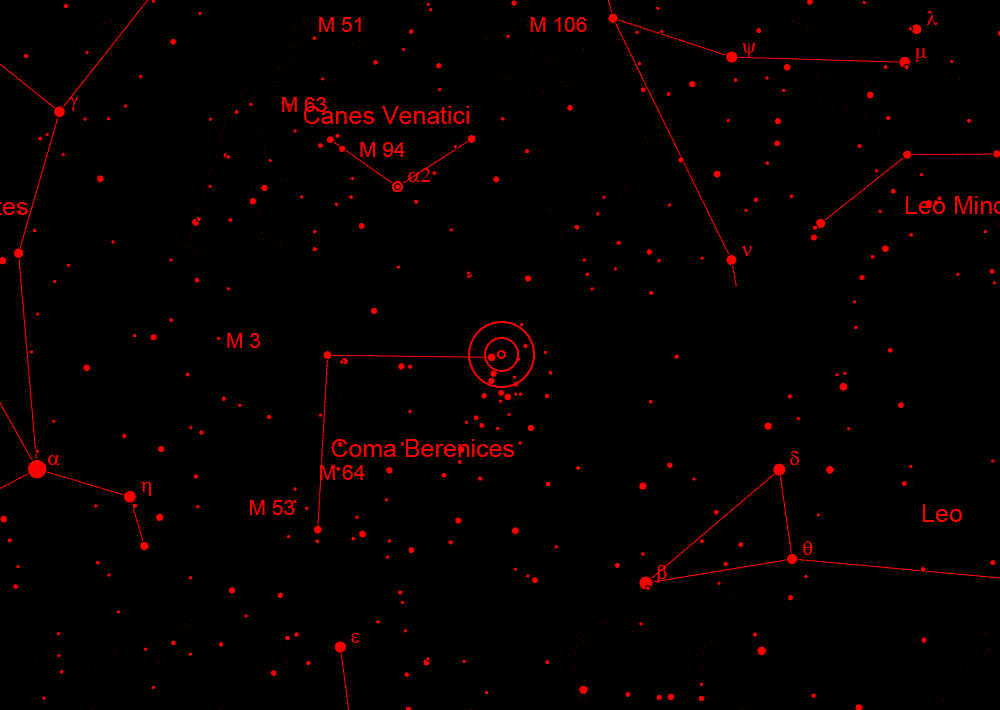 M 51
M 106
λ
ψ
μ
γ
M 63
Canes Venatici
M 94
α2
tes
Leo Mino
ν
M 3
Coma Berenices
α
δ
M 64
η
M 53
Leo
θ
β
ε